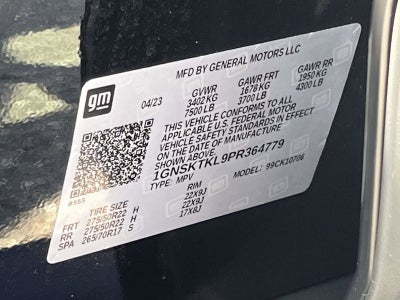 gm
MFD BY GENERAL MOTORS LLC
04/23 GVWR GAWR FRT GAWR RR
3402 KG 1678 KG 1950 KG
7500 LB 3700 LB 4300 LB
THIS VEHICLE CONFORMS TO ALL
APPLICABLE U.S. FEDERAL MOTOR
VEHICLE SAFETY STANDARDS IN EFFECT
ON THE DATE OF MANUFACTURE
SHOWN ABOVE.
1GNSKTKL9PR364779
TYPE: MPV MODEL: 99CK10706
TIRE SIZE RIM
FRT 275/50R22 H 22X9J
RR 275/50R22 H 22X9J
SPA 265/70R17 S 17X8J